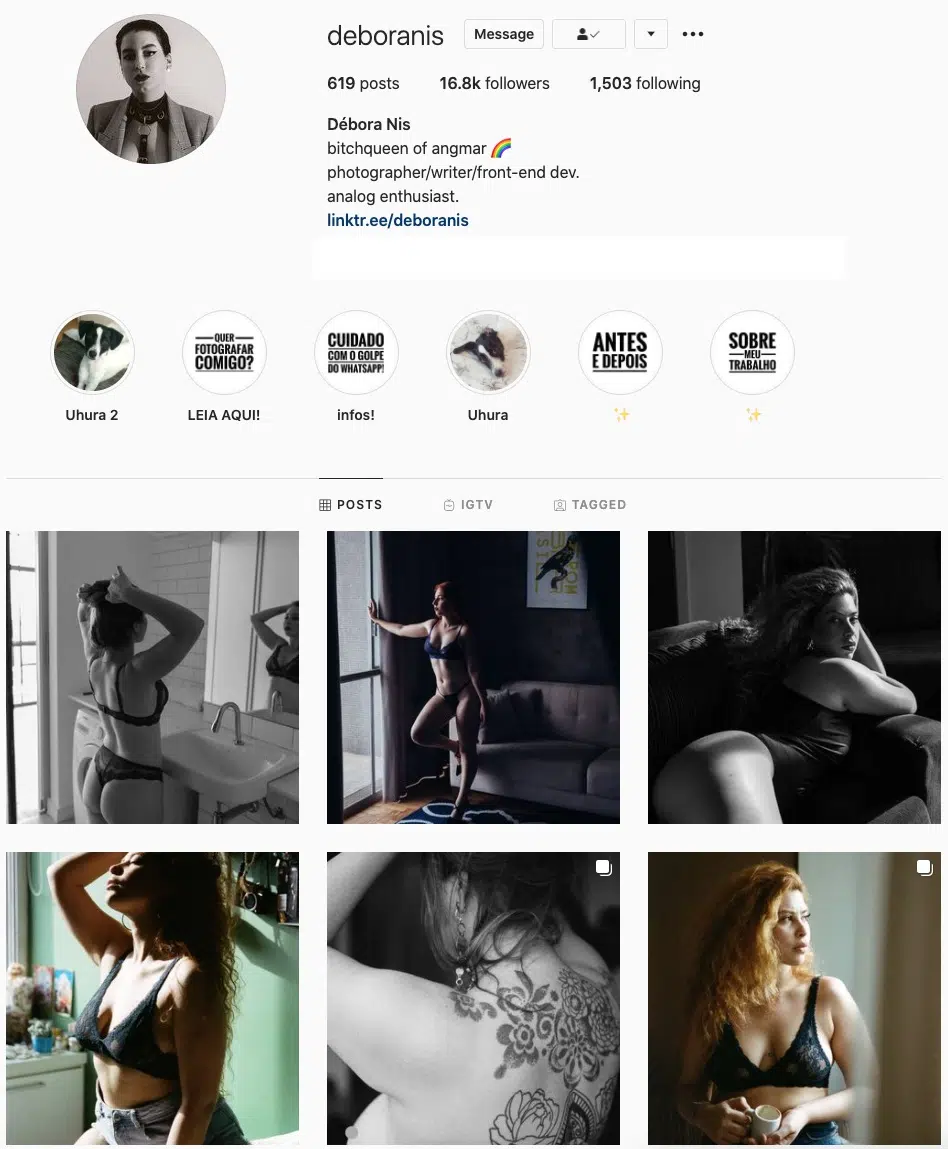 deboranis Message
619 posts 16.8k followers 1,503 following
Débora Nis
bitchqueen of angmar 🌈
photographer/writer/front-end dev.
analog enthusiast.
linktr.ee/deboranis
QUER
FOTOGRAFAR
COMIGO?
CUIDADO
COM O GOLPE
DO WHATSAPP!
ANTES
E DEPOIS
SOBRE
MEU
TRABALHO
Uhura 2 LEIA AQUI! infos! Uhura ✨ ✨
POSTS IGTV TAGGED